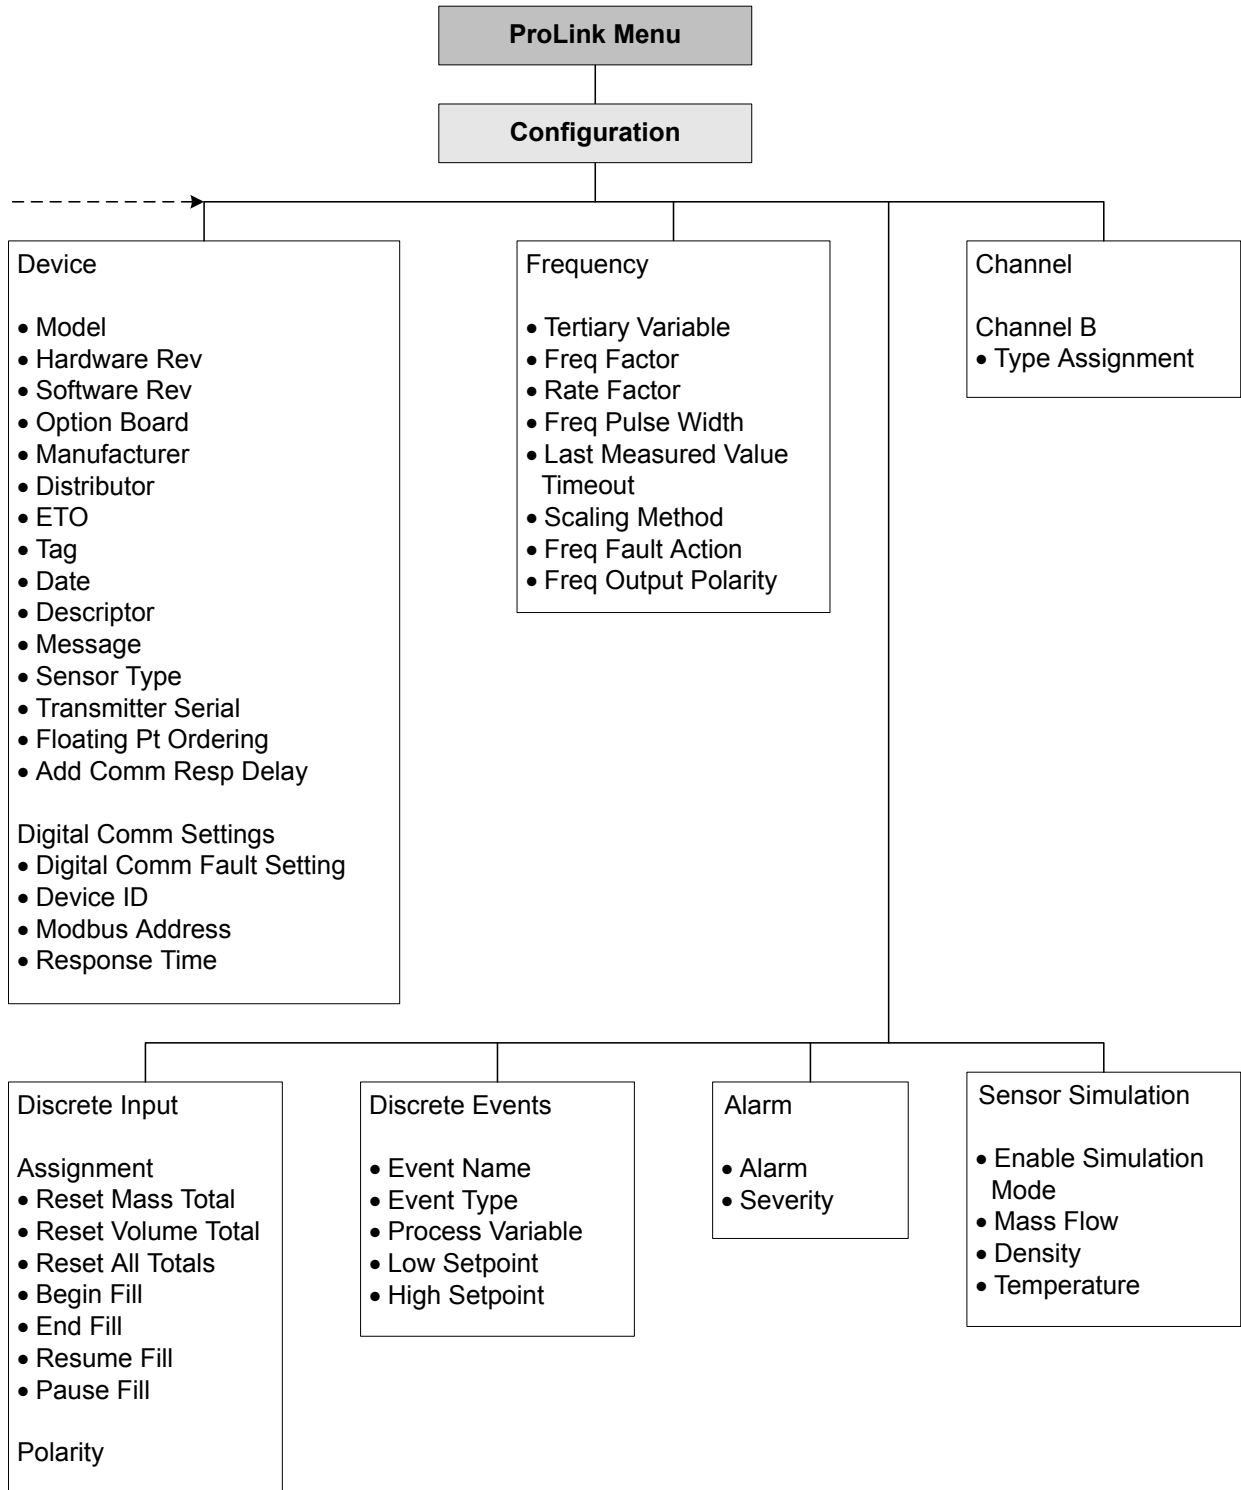 ProLink Menu
Configuration
Device
• Model
• Hardware Rev
• Software Rev
• Option Board
• Manufacturer
• Distributor
• ETO
• Tag
• Date
• Descriptor
• Message
• Sensor Type
• Transmitter Serial
• Floating Pt Ordering
• Add Comm Resp Delay
Digital Comm Settings
• Digital Comm Fault Setting
• Device ID
• Modbus Address
• Response Time
Frequency
• Tertiary Variable
• Freq Factor
• Rate Factor
• Freq Pulse Width
• Last Measured Value
Timeout
• Scaling Method
• Freq Fault Action
• Freq Output Polarity
Channel
Channel B
• Type Assignment
Discrete Input
Assignment
• Reset Mass Total
• Reset Volume Total
• Reset All Totals
• Begin Fill
• End Fill
• Resume Fill
• Pause Fill
Polarity
Discrete Events
• Event Name
• Event Type
• Process Variable
• Low Setpoint
• High Setpoint
Alarm
• Alarm
• Severity
Sensor Simulation
• Enable Simulation
Mode
• Mass Flow
• Density
• Temperature